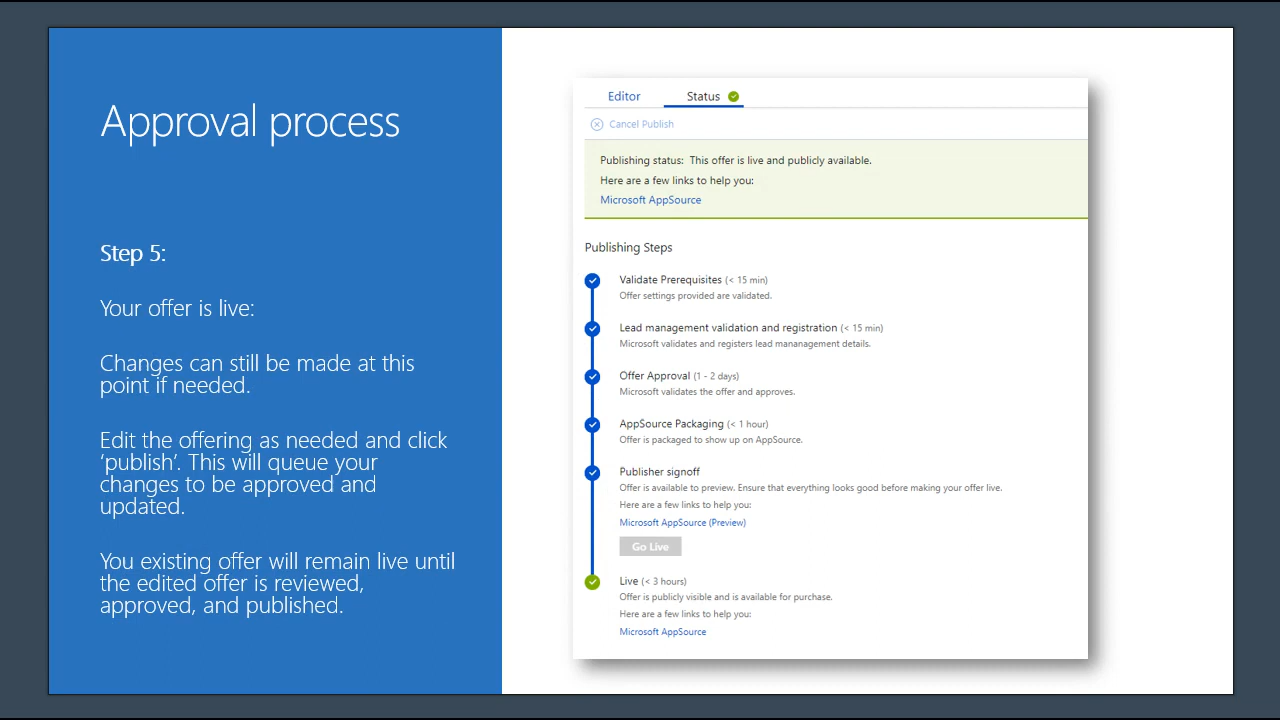 Approval process
Step 5:
Your offer is live:
Changes can still be made at this
point if needed.
Edit the offering as needed and click
‘publish’. This will queue your
changes to be approved and
updated.
You existing offer will remain live until
the edited offer is reviewed,
approved, and published.
Editor Status
Cancel Publish
Publishing status: This offer is live and publicly available.
Here are a few links to help you:
Microsoft AppSource
Publishing Steps
Validate Prerequisites (< 15 min)
Offer settings provided are validated.
Lead management validation and registration (< 15 min)
Microsoft validates and registers lead mananagement details.
Offer Approval (1 - 2 days)
Microsoft validates the offer and approves.
AppSource Packaging (< 1 hour)
Offer is packaged to show up on AppSource.
Publisher signoff
Offer is available to preview. Ensure that everything looks good before making your offer live.
Here are a few links to help you:
Microsoft AppSource (Preview)
Go Live
Live (< 3 hours)
Offer is publicly visible and is available for purchase.
Here are a few links to help you:
Microsoft AppSource